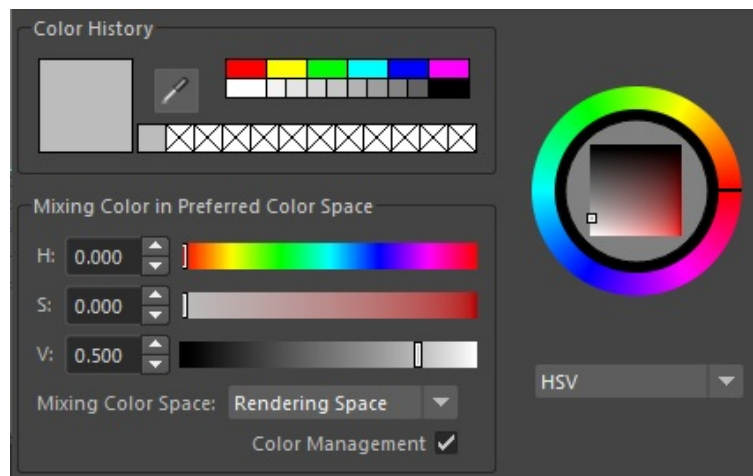 Color History
Mixing Color in Preferred Color Space
H: 0.000
S: 0.000
V: 0.500
HSV
Mixing Color Space: Rendering Space
Color Management